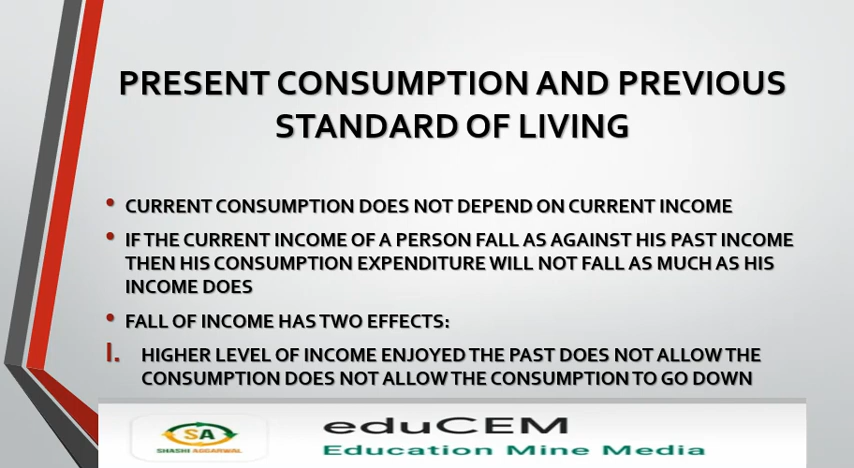 PRESENT CONSUMPTION AND PREVIOUS
STANDARD OF LIVING
• CURRENT CONSUMPTION DOES NOT DEPEND ON CURRENT INCOME
• IF THE CURRENT INCOME OF A PERSON FALL AS AGAINST HIS PAST INCOME
THEN HIS CONSUMPTION EXPENDITURE WILL NOT FALL AS MUCH AS HIS
INCOME DOES
• FALL OF INCOME HAS TWO EFFECTS:
I. HIGHER LEVEL OF INCOME ENJOYED THE PAST DOES NOT ALLOW THE
CONSUMPTION DOES NOT ALLOW THE CONSUMPTION TO GO DOWN
SA
SHASHI AGGARWAL
eduCEM
Education Mine Media